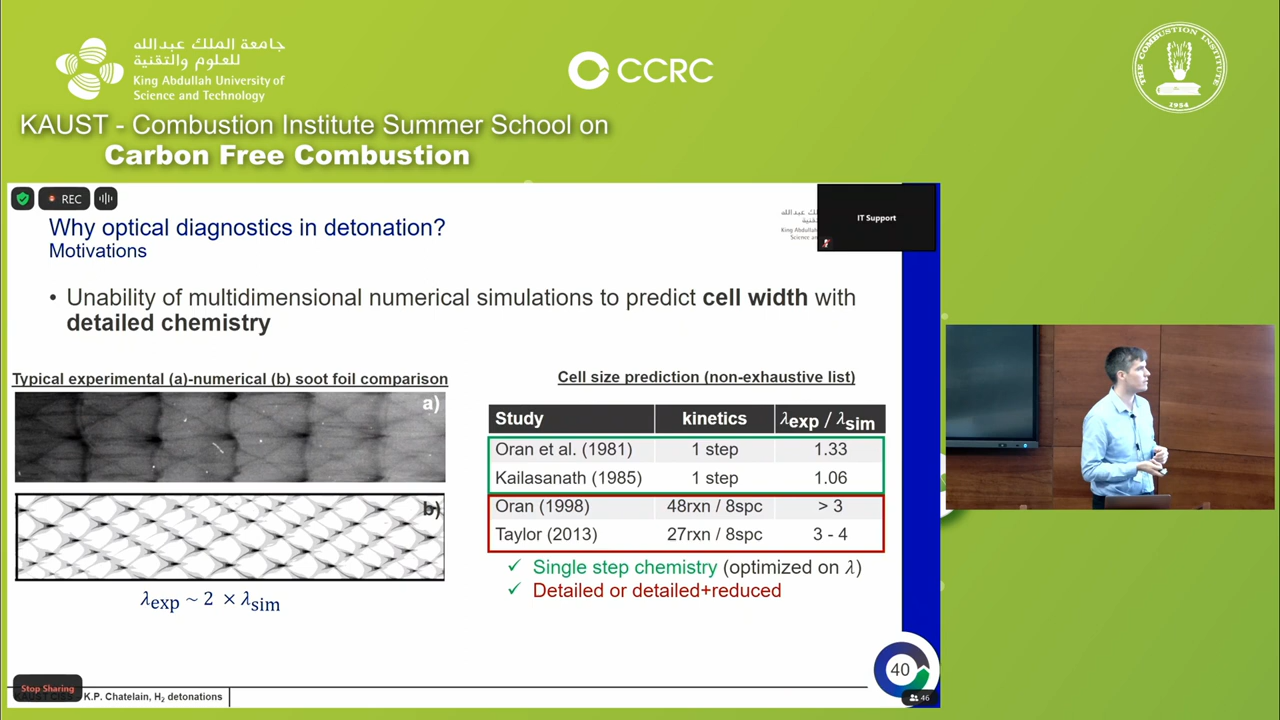 جامعة الملك عبدالله
للعلوم والتقنية
King Abdullah University of
Science and Technology
CCRC
THE COMBUSTION INSTITUTE
1954
KAUST - Combustion Institute Summer School on
Carbon Free Combustion
REC
IT Support
Why optical diagnostics in detonation?
Motivations
• Unability of multidimensional numerical simulations to predict cell width with
detailed chemistry
Typical experimental (a)-numerical (b) soot foil comparison
a)
b)
λexp ~ 2 × λsim
Cell size prediction (non-exhaustive list)
Study kinetics λexp / λsim
Oran et al. (1981) 1 step 1.33
Kailasanath (1985) 1 step 1.06
Oran (1998) 48rxn / 8spc > 3
Taylor (2013) 27rxn / 8spc 3 - 4
✓ Single step chemistry (optimized on λ)
✓ Detailed or detailed+reduced
40
46
Stop Sharing
K.P. Chatelain, H2 detonations